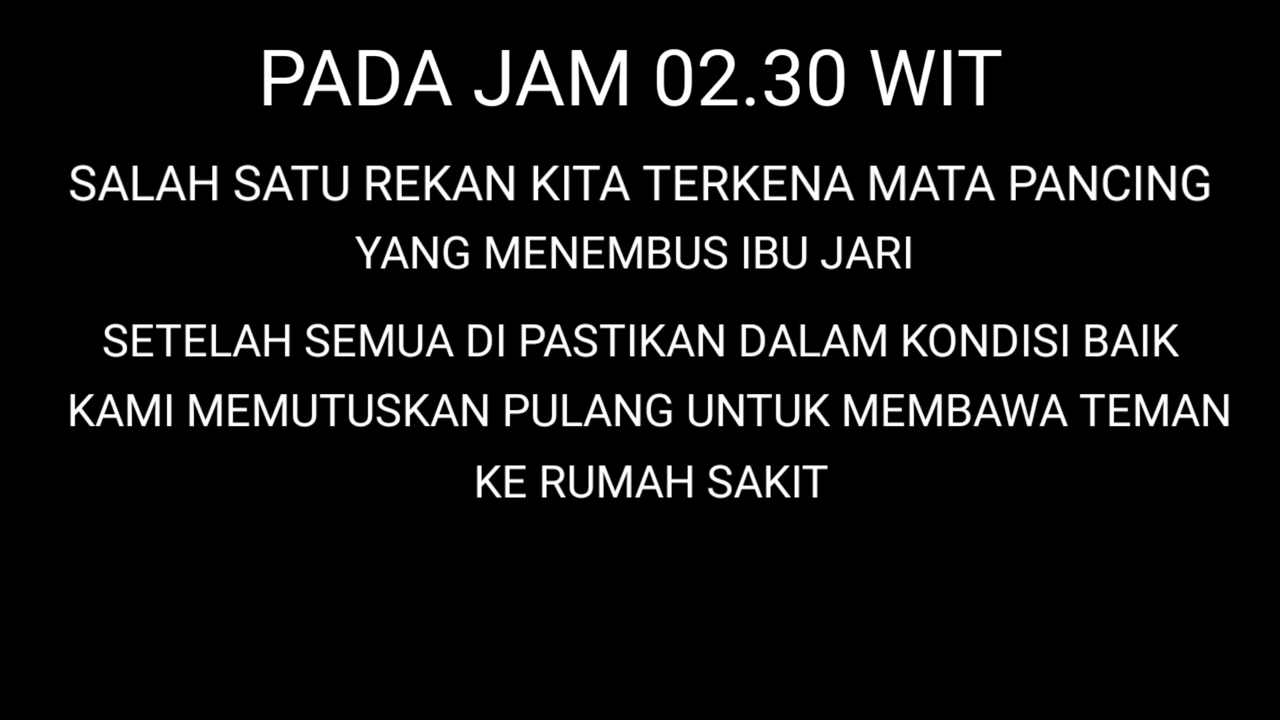 PADA JAM 02.30 WIT
SALAH SATU REKAN KITA TERKENA MATA PANCING
YANG MENEMBUS IBU JARI
SETELAH SEMUA DI PASTIKAN DALAM KONDISI BAIK
KAMI MEMUTUSKAN PULANG UNTUK MEMBAWA TEMAN
KE RUMAH SAKIT